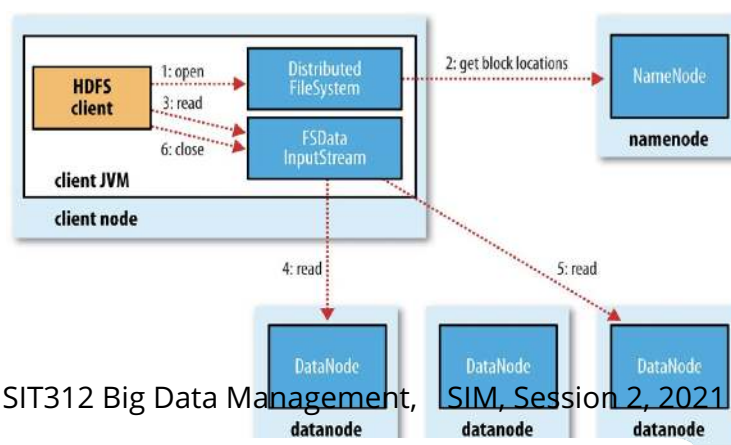 HDFS
client
1: open
3: read
6: close
Distributed
FileSystem
FSData
InputStream
2: get block locations
NameNode
namenode
client JVM
client node
4: read
5: read
DataNode
DataNode
DataNode
SIT312 Big Data Management, SIM, Session 2, 2021
datanode
datanode
datanode